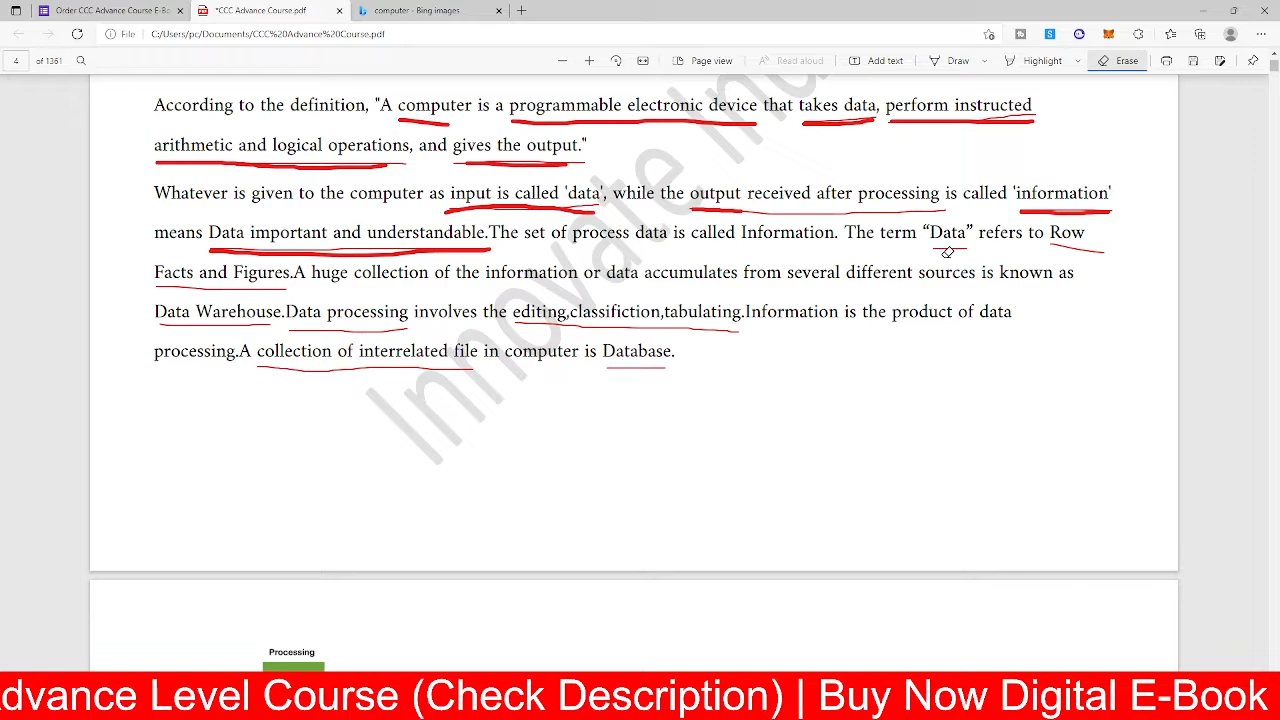 Order CCC Advance Course E-B
*CCC Advance Course.pdf
computer - Bing images
File C:/Users/pc/Documents/CCC%20Advance%20Course.pdf
4 of 1361 Page view Read aloud Add text Draw Highlight Erase
According to the definition, "A computer is a programmable electronic device that takes data, perform instructed
arithmetic and logical operations, and gives the output."
Whatever is given to the computer as input is called 'data', while the output received after processing is called 'information'
means Data important and understandable.The set of process data is called Information. The term “Data” refers to Row
Facts and Figures.A huge collection of the information or data accumulates from several different sources is known as
Data Warehouse.Data processing involves the editing,classifiction,tabulating.Information is the product of data
processing.A collection of interrelated file in computer is Database.
Innovate
Processing
dvance Level Course (Check Description) | Buy Now Digital E-Book